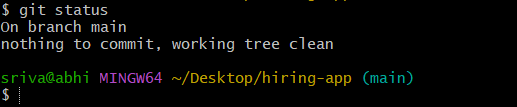 $ git status
On branch main
nothing to commit, working tree clean
sriva@abhi MINGW64 ~/Desktop/hiring-app (main)
$